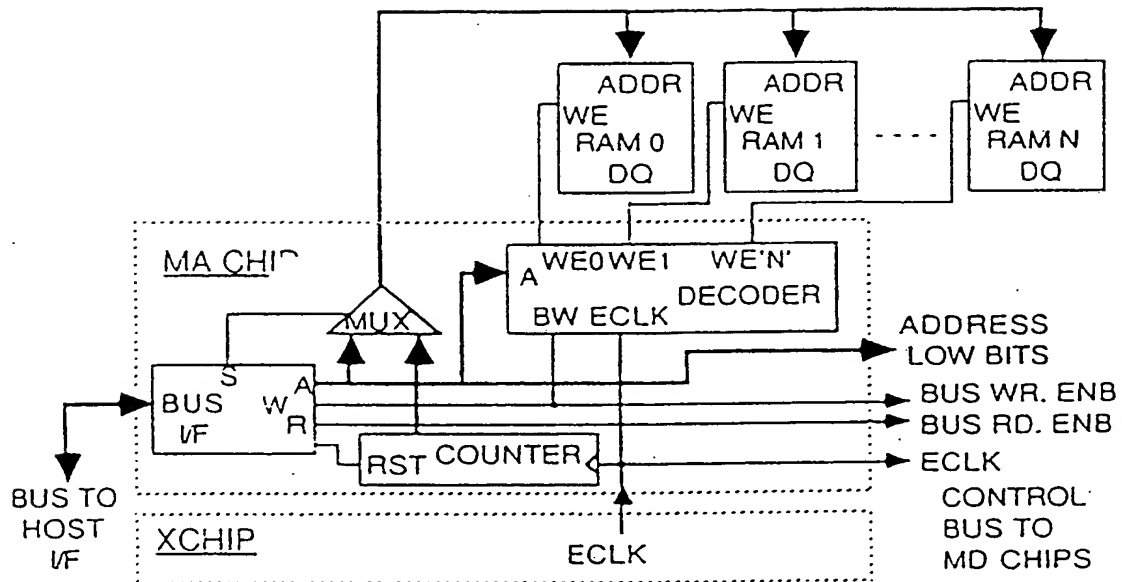 ADDR
WE
RAM 0
DQ
ADDR
WE
RAM 1
DQ
ADDR
WE
RAM N
DQ
MA
WE0 WE1 WE'N'
A
DECODER
BW ECLK
MUX
S
A
BUS
W
I/F
R
RST COUNTER
ADDRESS
LOW BITS
BUS WR. ENB
BUS RD. ENB
ECLK
CONTROL
BUS TO
MD CHIPS
BUS TO
HOST
I/F
XCHIP
ECLK